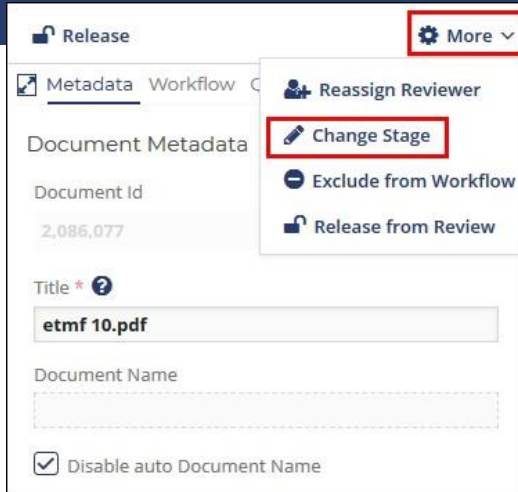 Release
More
Metadata Workflow
Reassign Reviewer
Change Stage
Document Metadata
Exclude from Workflow
Document Id
2,086,077
Release from Review
Title *
etmf 10.pdf
Document Name
Disable auto Document Name